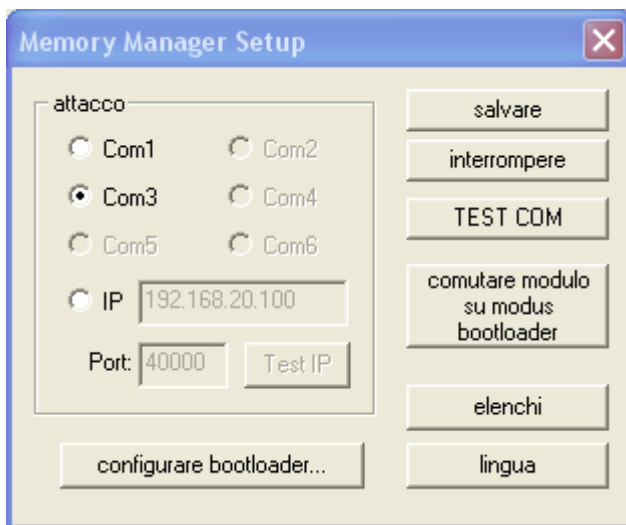 Memory Manager Setup
attacco
Com1
Com2
Com3
Com4
Com5
Com6
IP 192.168.20.100
Port: 40000 Test IP
configurare bootloader...
salvare
interrompere
TEST COM
comutare modulo
su modus
bootloader
elenchi
lingua